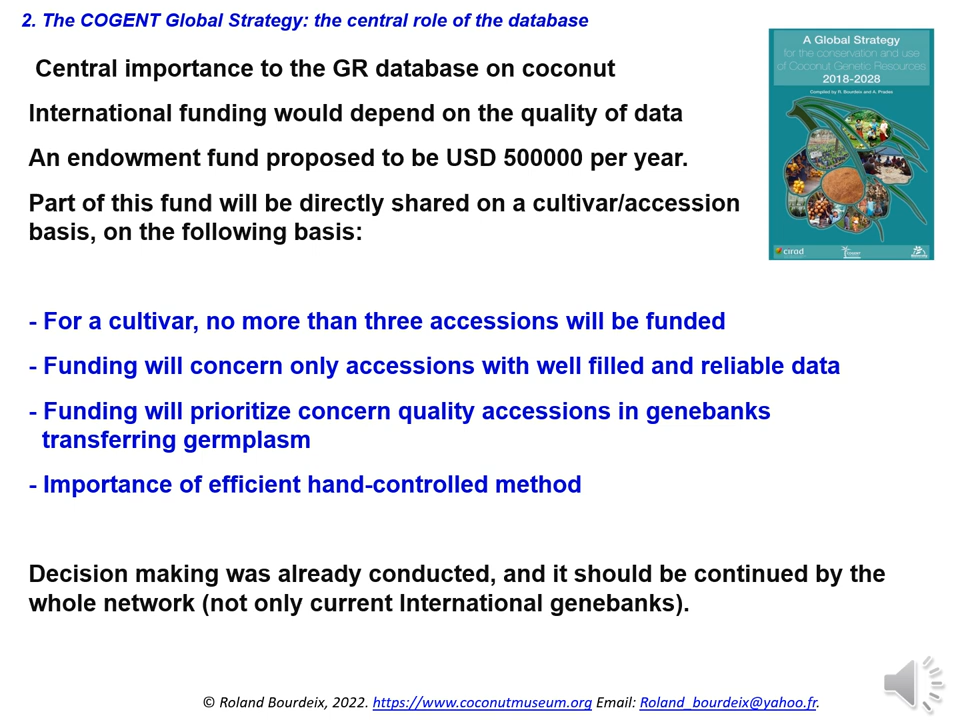 2. The COGENT Global Strategy: the central role of the database
Central importance to the GR database on coconut
International funding would depend on the quality of data
An endowment fund proposed to be USD 500000 per year.
Part of this fund will be directly shared on a cultivar/accession
basis, on the following basis:
A Global Strategy
for the conservation and use
of Coconut Genetic Resources
2018-2028
Compiled by R. Bourdeix and A. Prades
cirad
- For a cultivar, no more than three accessions will be funded
- Funding will concern only accessions with well filled and reliable data
- Funding will prioritize concern quality accessions in genebanks
transferring germplasm
- Importance of efficient hand-controlled method
Decision making was already conducted, and it should be continued by the
whole network (not only current International genebanks).
© Roland Bourdeix, 2022. https://www.coconutmuseum.org Email: Roland_bourdeix@yahoo.fr.